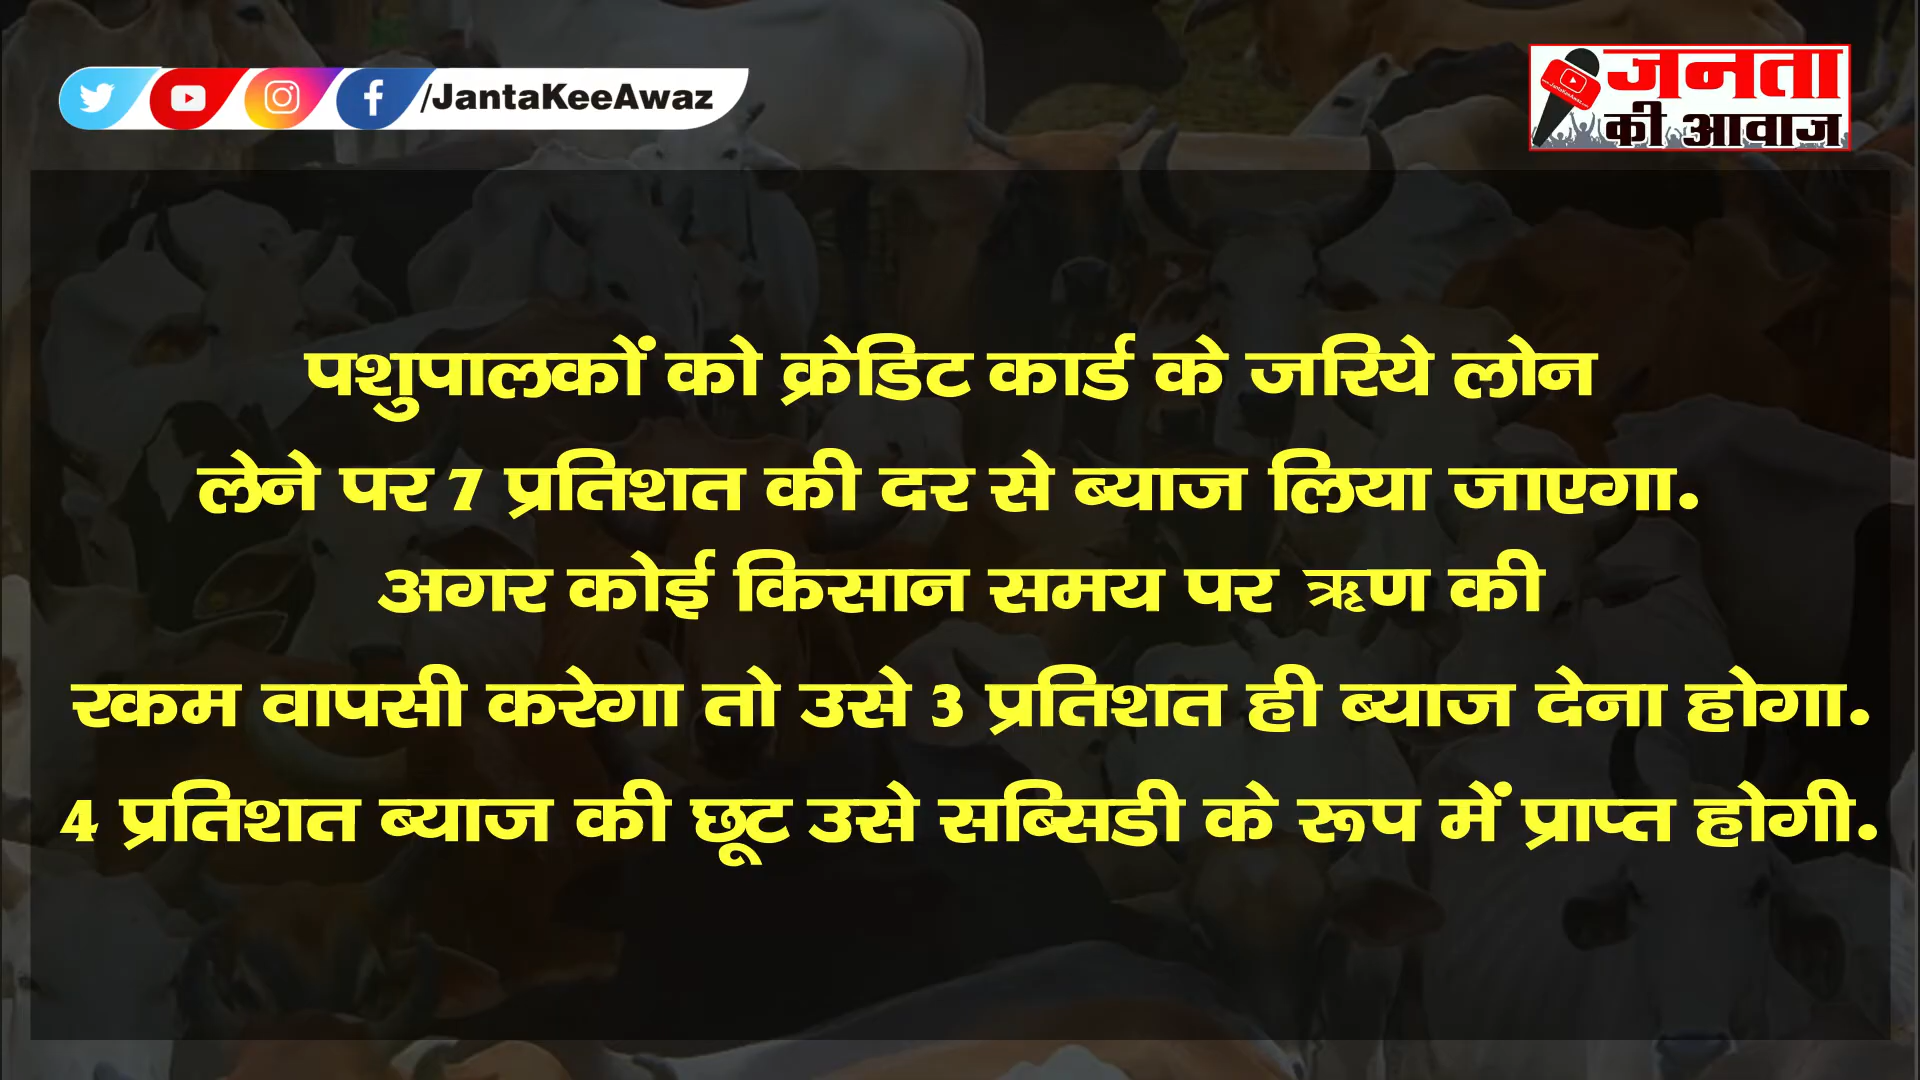 /JantaKeeAwaz
जनता
की आवाज
पशुपालकों को क्रेडिट कार्ड के जरिये लोन
लेने पर 7 प्रतिशत की दर से ब्याज लिया जाएगा.
अगर कोई किसान समय पर ऋण की
रकम वापसी करेगा तो उसे 3 प्रतिशत ही ब्याज देना होगा.
4 प्रतिशत ब्याज की छूट उसे सब्सिडी के रूप में प्राप्त होगी.